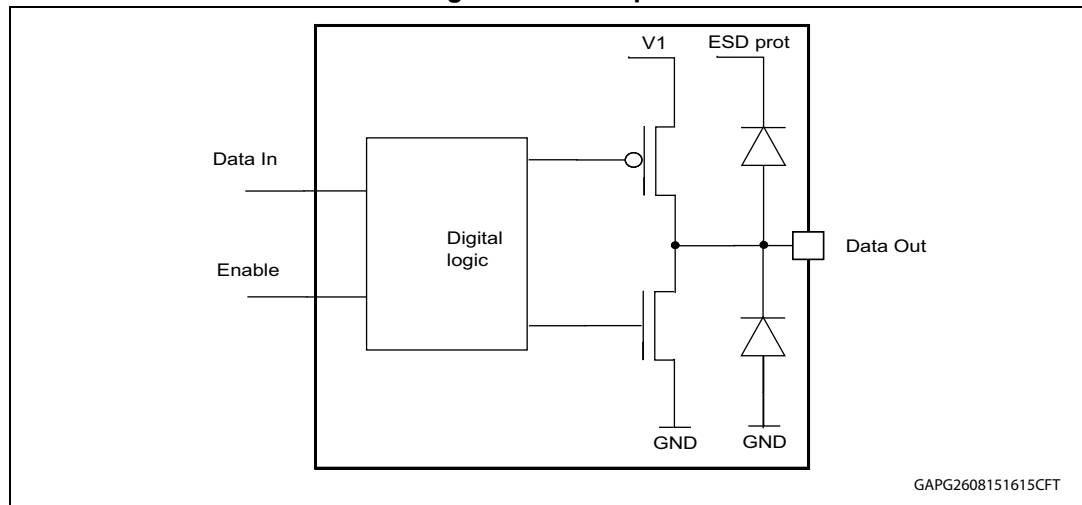 V1
ESD prot
Data In
Digital
logic
Data Out
Enable
GND
GND
GAPG2608151615CFT